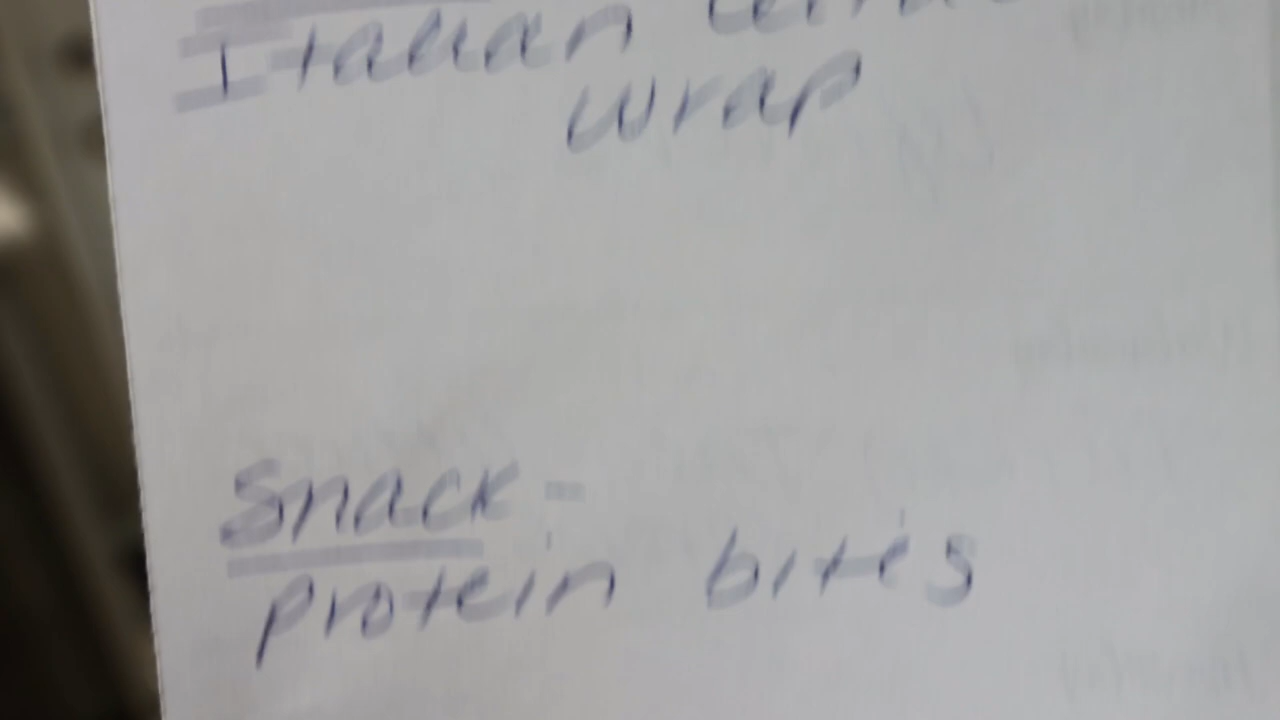 Italian
wrap
Snack-
protein bites